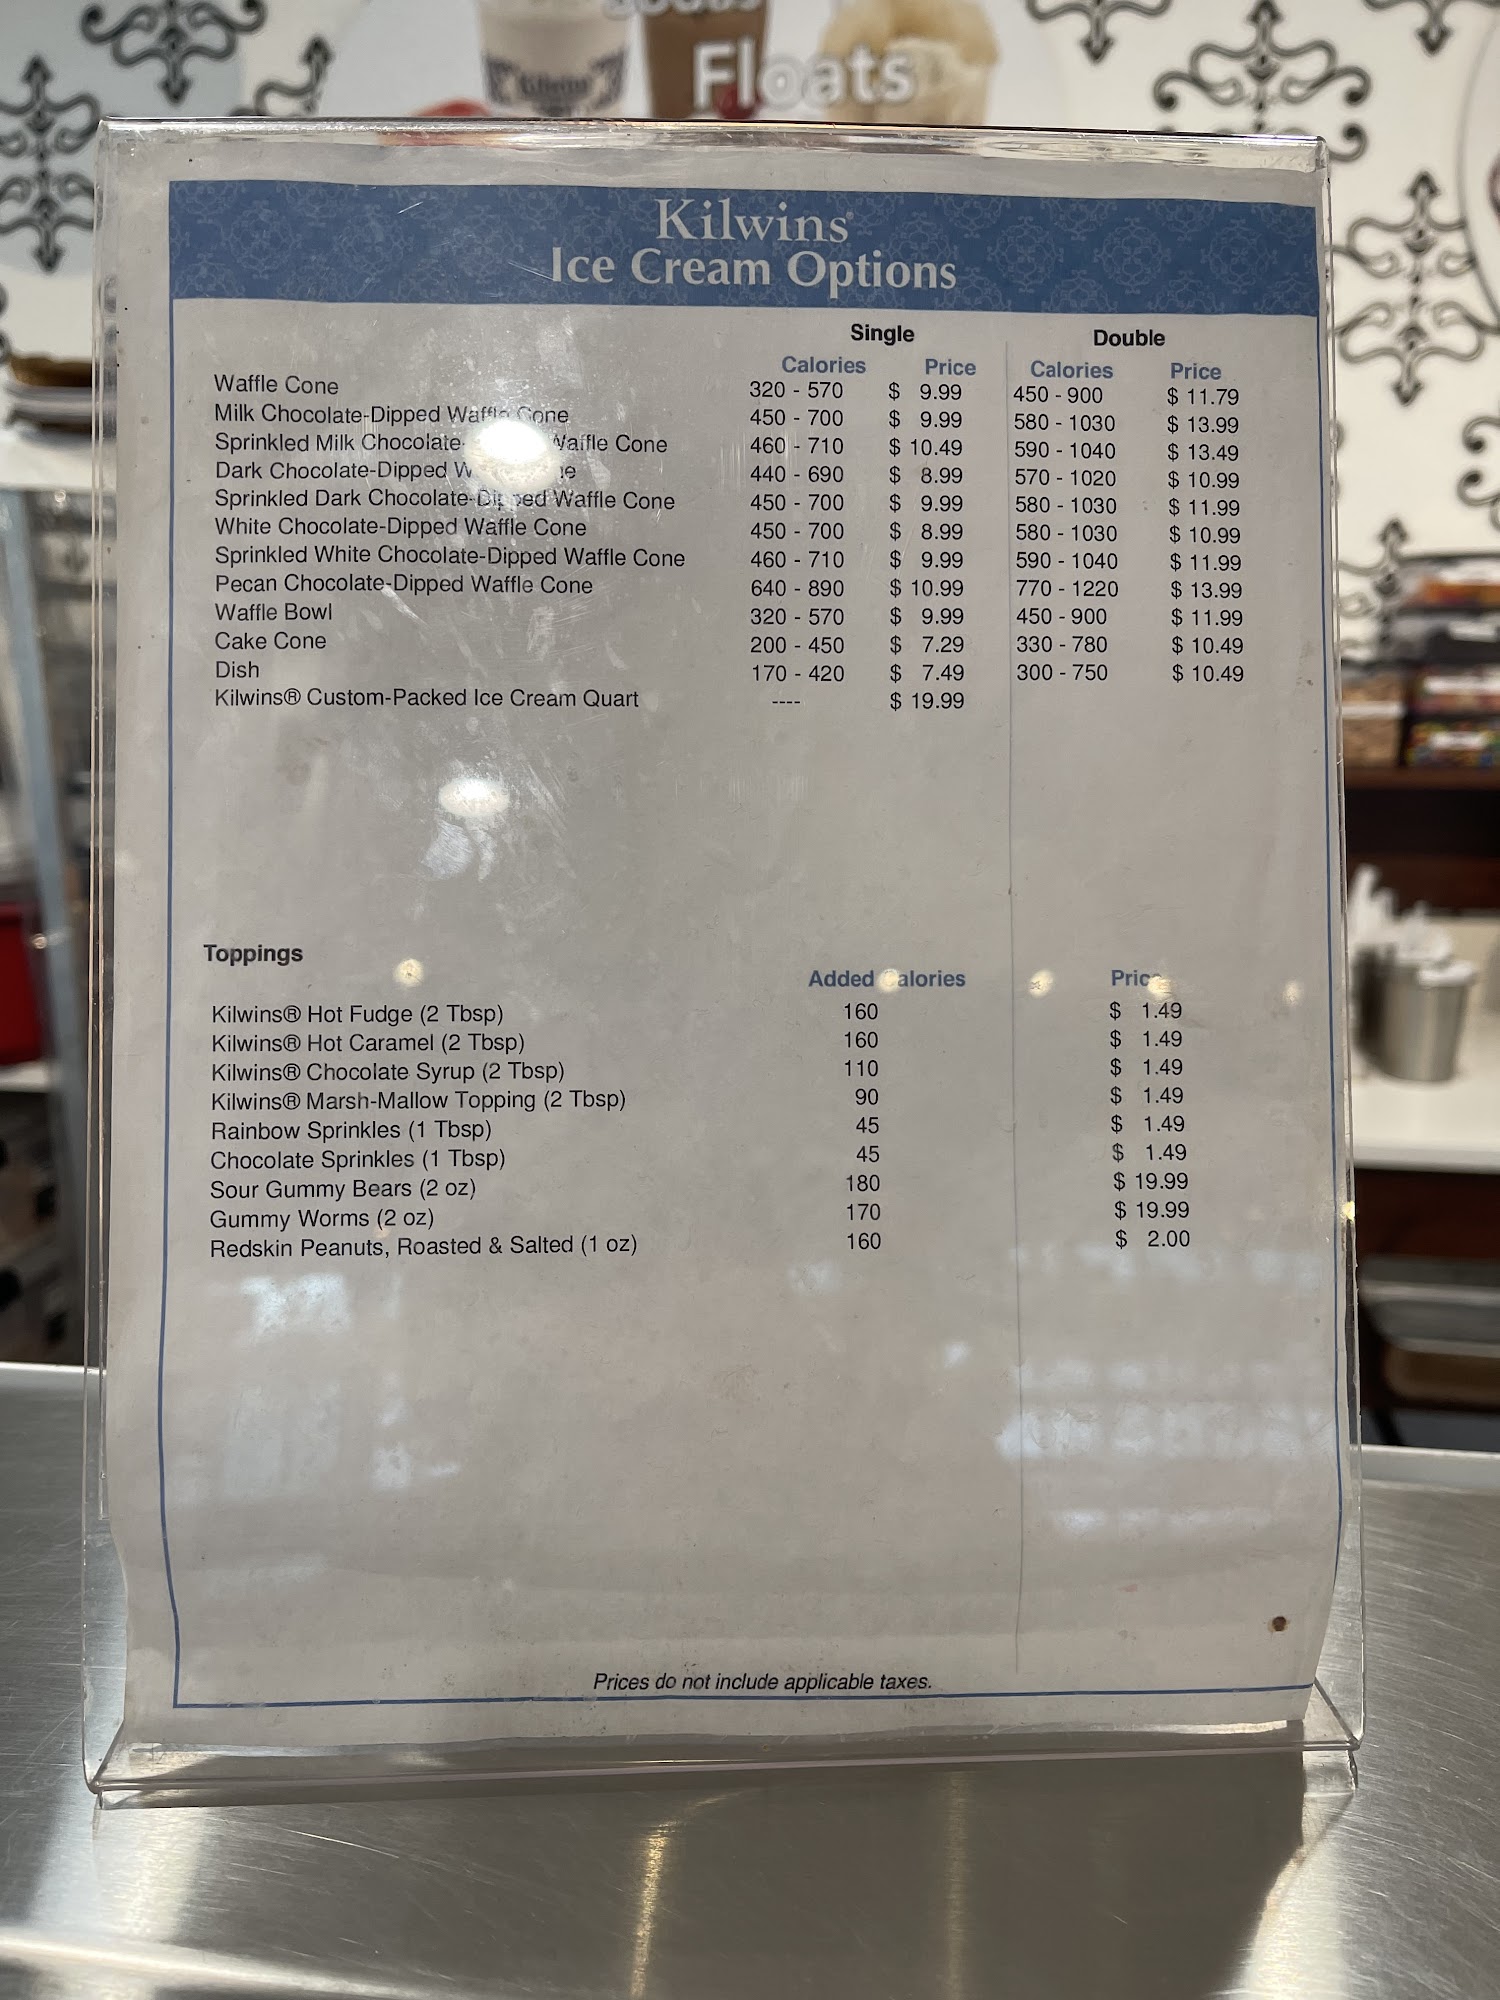 Floats
Kilwins
Ice Cream Options
Single Double
Calories Price Calories Price
Waffle Cone 320 - 570 $ 9.99 450 - 900 $ 11.79
Milk Chocolate-Dipped Waffle Cone 450 - 700 $ 9.99 580 - 1030 $ 13.99
Sprinkled Milk Chocolate- Waffle Cone 460 - 710 $ 10.49 590 - 1040 $ 13.49
Dark Chocolate-Dipped 440 - 690 $ 8.99 570 - 1020 $ 10.99
Sprinkled Dark Chocolate-Dipped Waffle Cone 450 - 700 $ 9.99 580 - 1030 $ 11.99
White Chocolate-Dipped Waffle Cone 450 - 700 $ 8.99 580 - 1030 $ 10.99
Sprinkled White Chocolate-Dipped Waffle Cone 460 - 710 $ 9.99 590 - 1040 $ 11.99
Pecan Chocolate-Dipped Waffle Cone 640 - 890 $ 10.99 770 - 1220 $ 13.99
Waffle Bowl 320 - 570 $ 9.99 450 - 900 $ 11.99
Cake Cone 200 - 450 $ 7.29 330 - 780 $ 10.49
Dish 170 - 420 $ 7.49 300 - 750 $ 10.49
Kilwins® Custom-Packed Ice Cream Quart ---- $ 19.99
Toppings
Added Calories Price
Kilwins® Hot Fudge (2 Tbsp) 160 $ 1.49
Kilwins® Hot Caramel (2 Tbsp) 160 $ 1.49
Kilwins® Chocolate Syrup (2 Tbsp) 110 $ 1.49
Kilwins® Marsh-Mallow Topping (2 Tbsp) 90 $ 1.49
Rainbow Sprinkles (1 Tbsp) 45 $ 1.49
Chocolate Sprinkles (1 Tbsp) 45 $ 1.49
Sour Gummy Bears (2 oz) 180 $ 19.99
Gummy Worms (2 oz) 170 $ 19.99
Redskin Peanuts, Roasted & Salted (1 oz) 160 $ 2.00
Prices do not include applicable taxes.